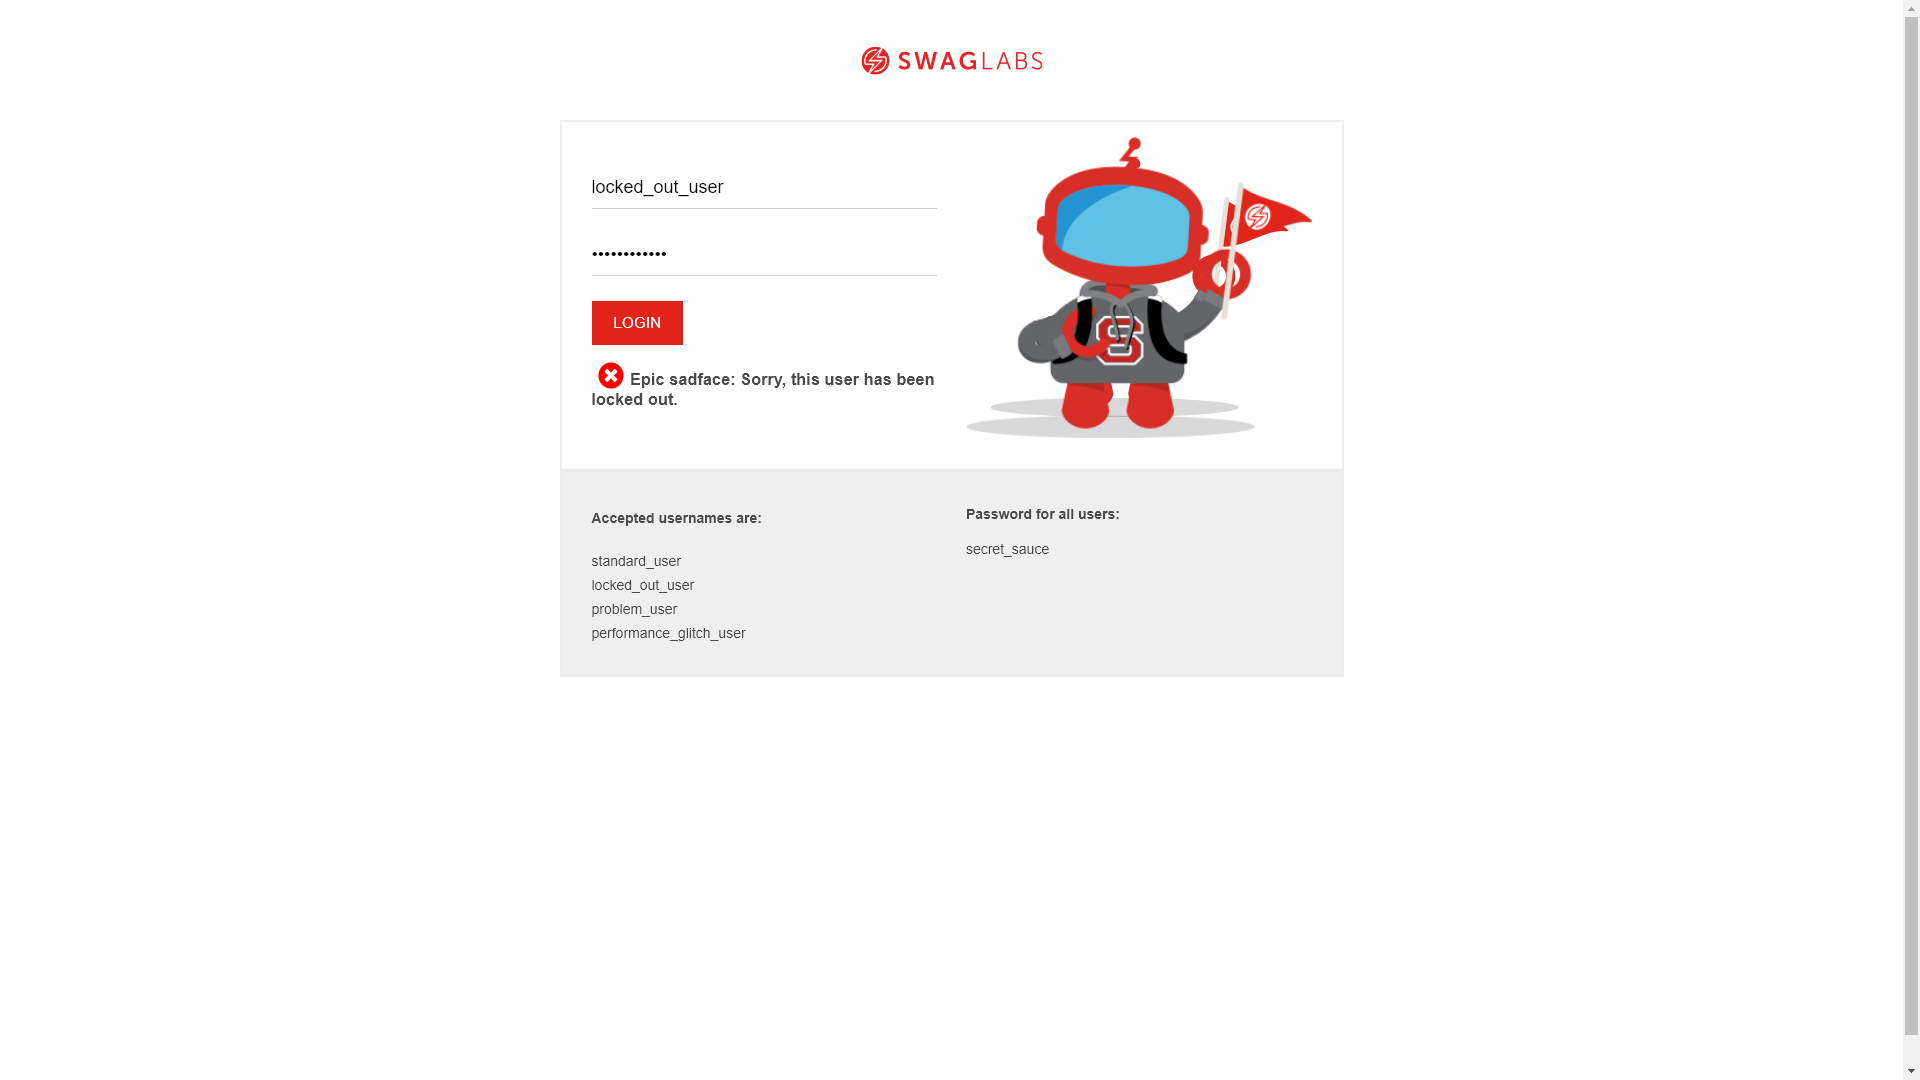 SWAGLABS
locked_out_user
••••••••••••
LOGIN
Epic sadface: Sorry, this user has been
locked out.
S
Accepted usernames are:
standard_user
locked_out_user
problem_user
performance_glitch_user
Password for all users:
secret_sauce